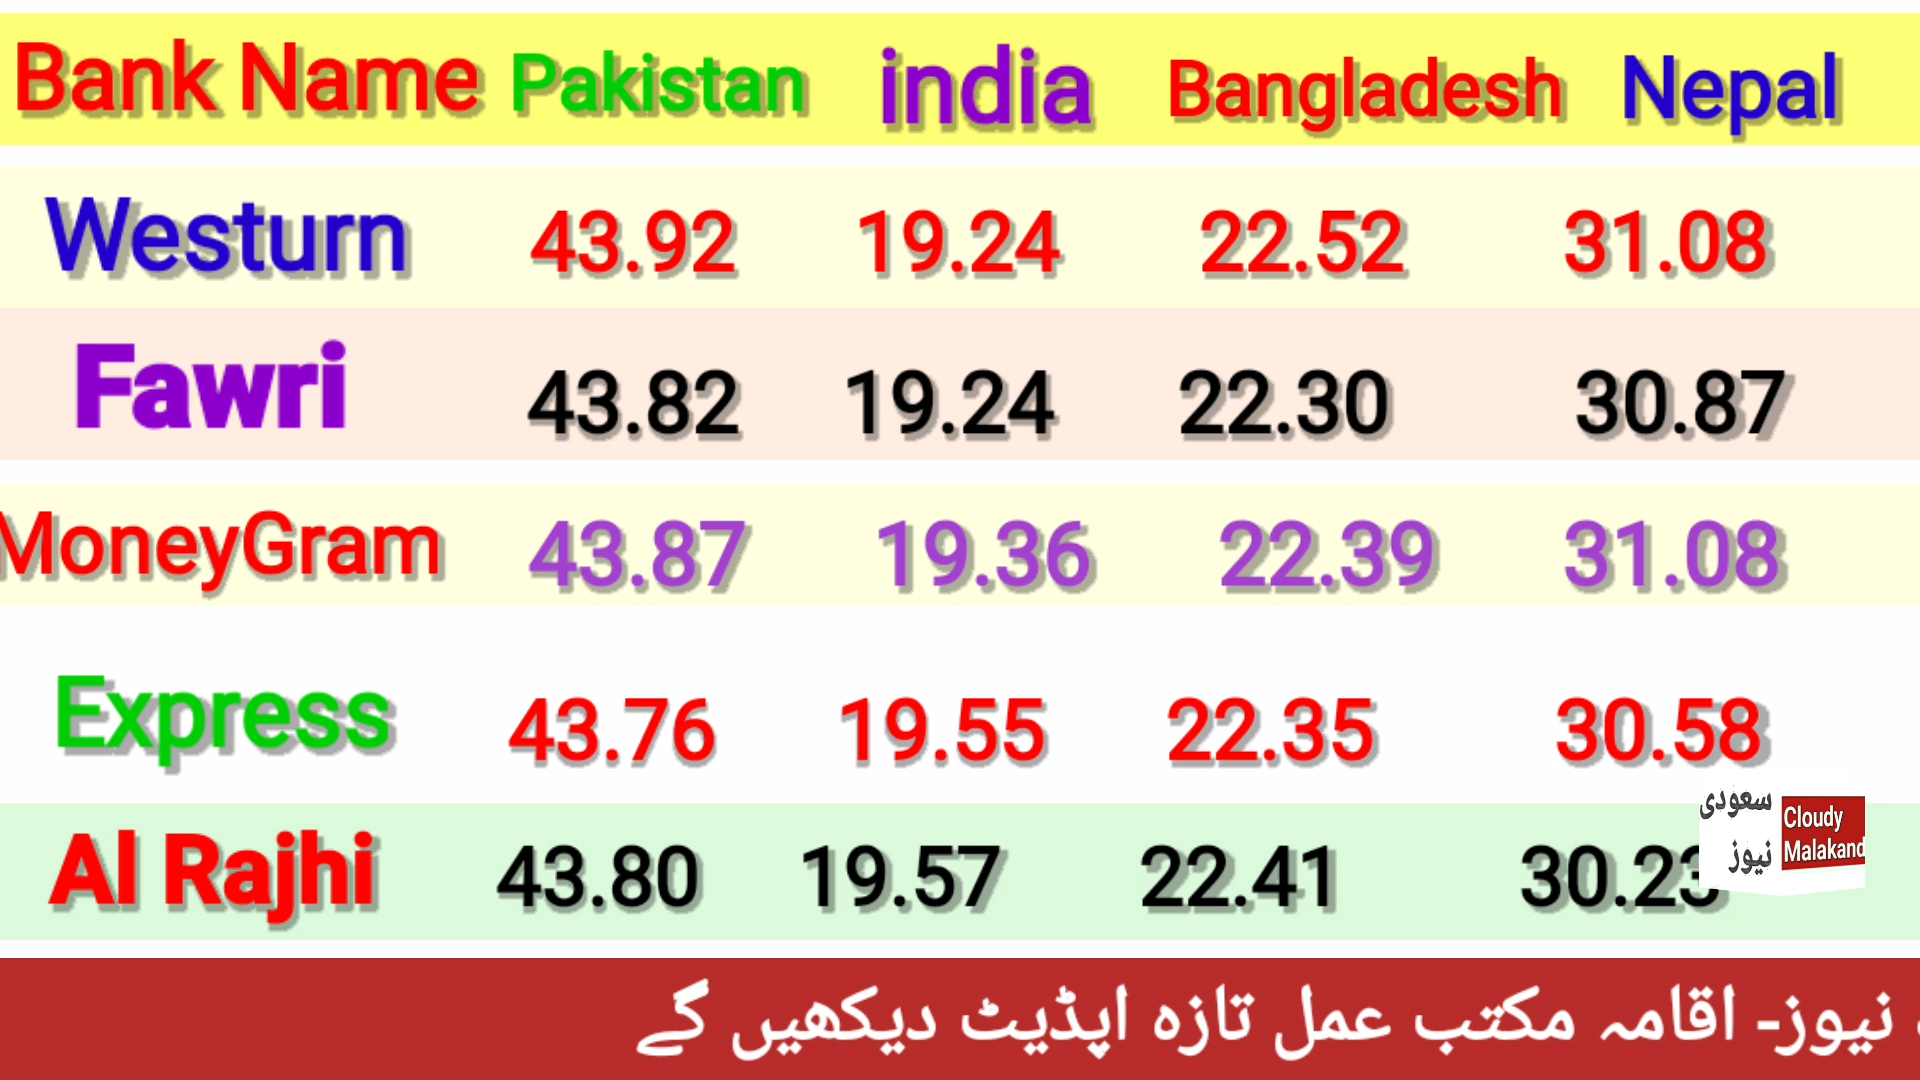 Bank Name Pakistan india Bangladesh Nepal
Westurn 43.92 19.24 22.52 31.08
Fawri 43.82 19.24 22.30 30.87
MoneyGram 43.87 19.36 22.39 31.08
Express 43.76 19.55 22.35 30.58
Al Rajhi 43.80 19.57 22.41 30.23
سعودی
نیوز
Cloudy
Malakand
نیوز- اقامہ مکتب عمل تازہ اپڈیٹ دیکھیں گے